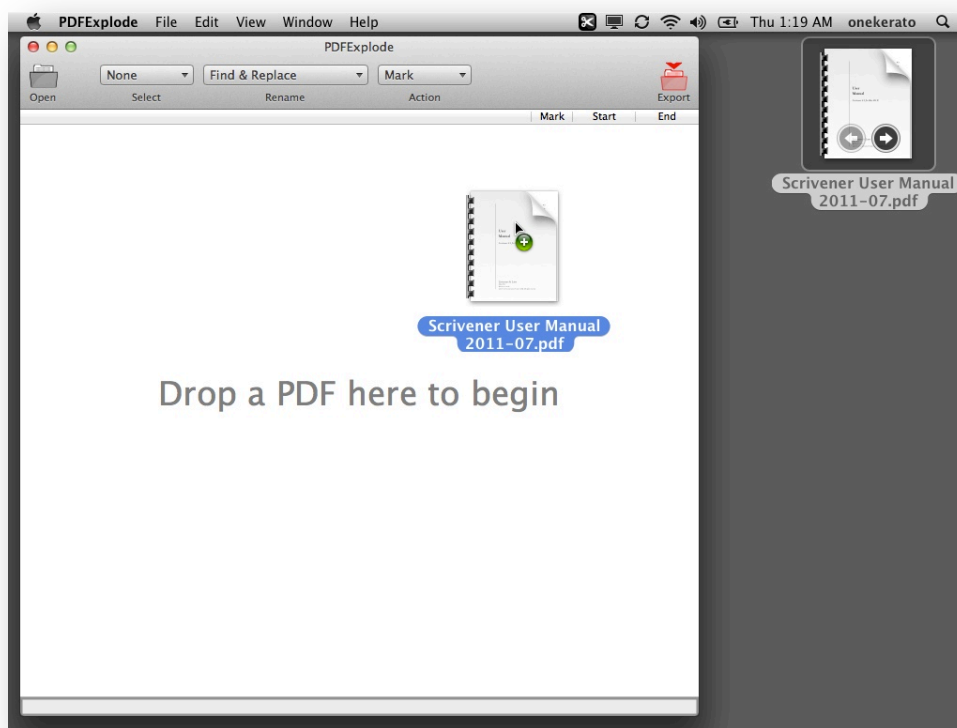 PDFExplode File Edit View Window Help Thu 1:19 AM onekerato
PDFExplode
None Find & Replace Mark
Open Select Rename Action Export
Mark Start End
User
Manual
Scrivener User Manual
2011-07.pdf
Scrivener User Manual
2011-07.pdf
Drop a PDF here to begin